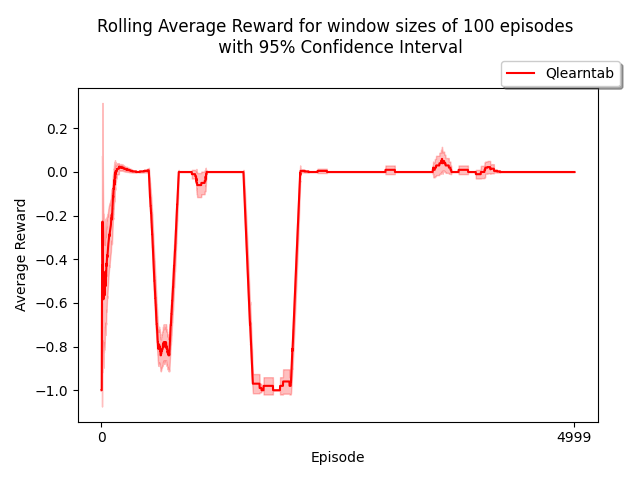 Rolling Average Reward for window sizes of 100 episodes
with 95% Confidence Interval
Qlearntab
0.2
0.0
−0.2
−0.4
−0.6
−0.8
−1.0
Average Reward
0
4999
Episode